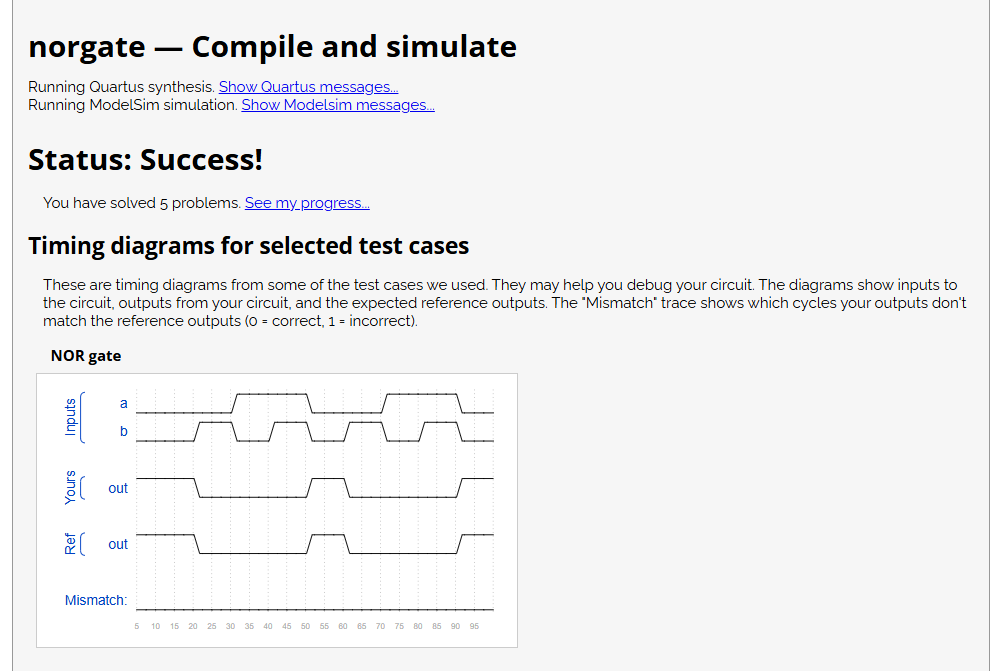 norgate — Compile and simulate
Running Quartus synthesis. Show Quartus messages...
Running ModelSim simulation. Show Modelsim messages...
Status: Success!
You have solved 5 problems. See my progress...
Timing diagrams for selected test cases
These are timing diagrams from some of the test cases we used. They may help you debug your circuit. The diagrams show inputs to
the circuit, outputs from your circuit, and the expected reference outputs. The "Mismatch" trace shows which cycles your outputs don't
match the reference outputs (0 = correct, 1 = incorrect).
NOR gate
Inputs
a
b
Yours
out
Ref
out
Mismatch:
5 10 15 20 25 30 35 40 45 50 55 60 65 70 75 80 85 90 95